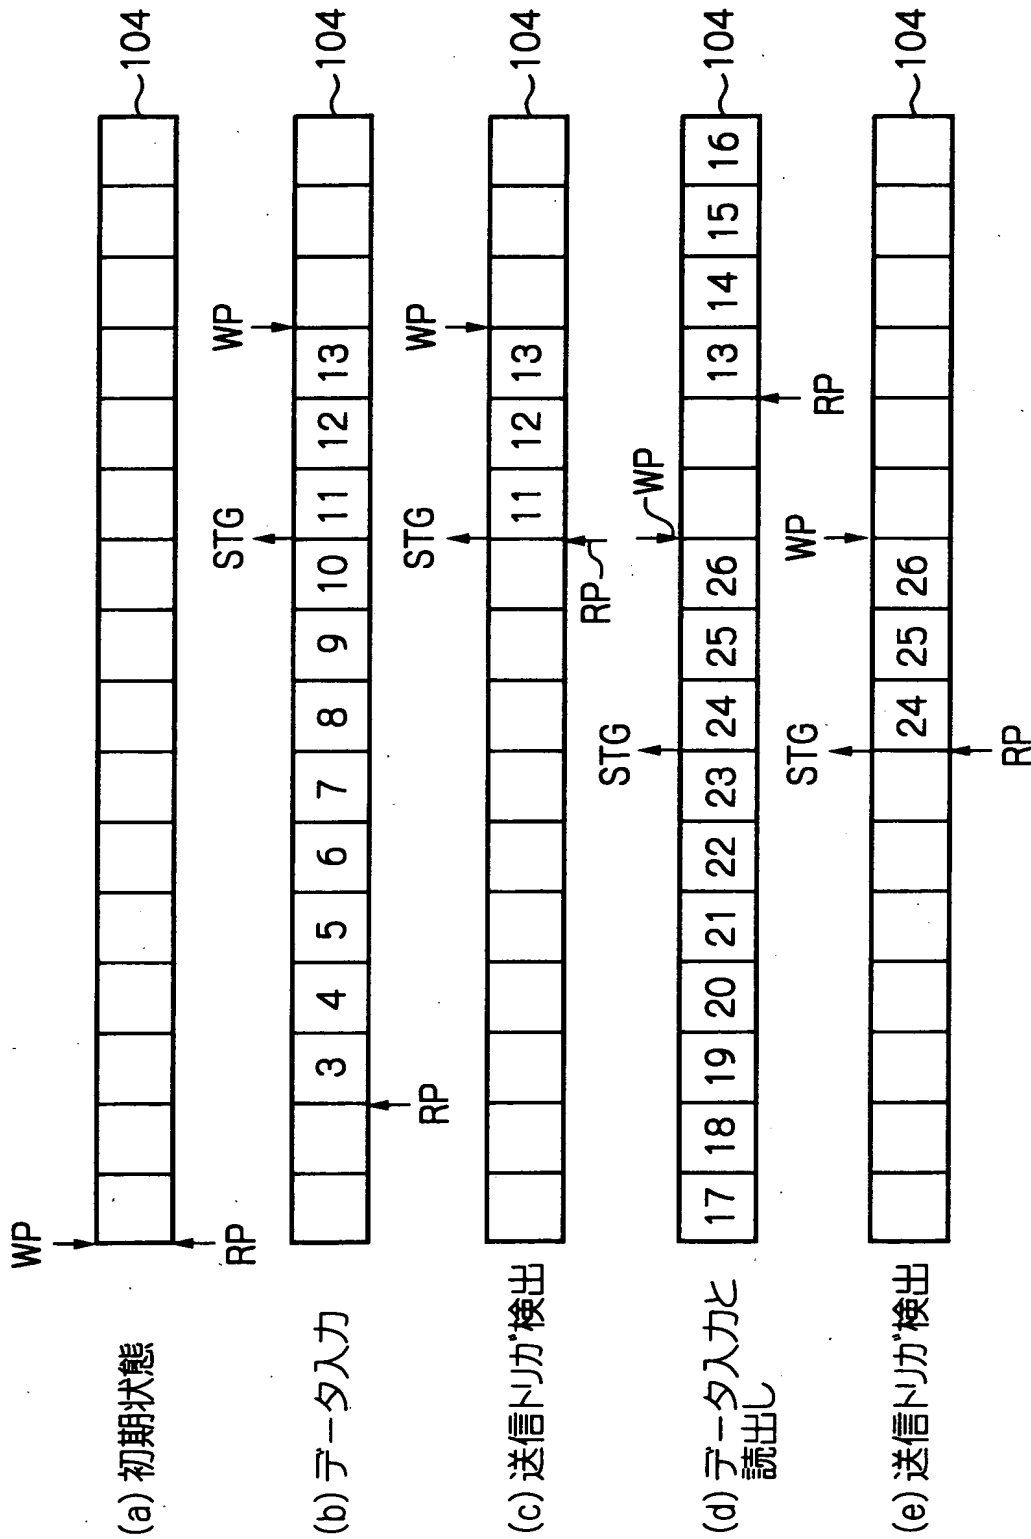 (a) 初期状態
WP
RP
104
(b) データ入力
3 4 5 6 7 8 9 10 11 12 13
RP
STG
WP
104
(c) 送信トリガ検出
11 12 13
STG
RP
WP
104
(d) データ入力と
読出し
17 18 19 20 21 22 23 24 25 26 13 14 15 16
STG
WP
RP
104
(e) 送信トリガ検出
24 25 26
STG
RP
WP
104